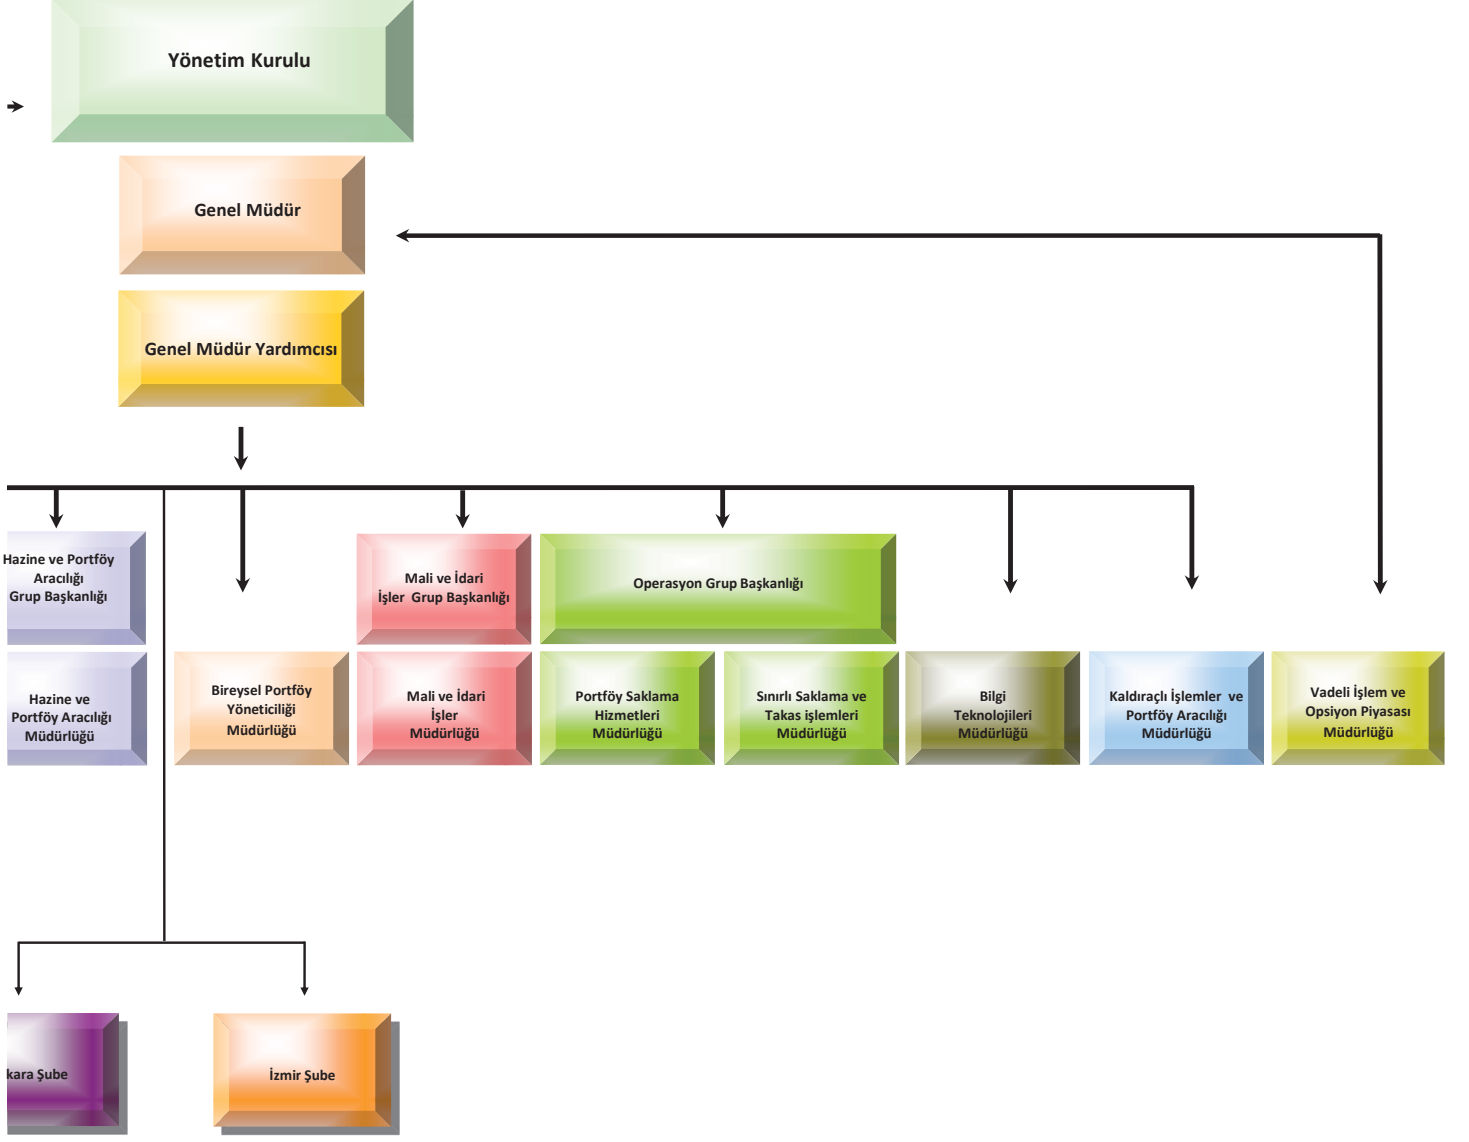 Yönetim Kurulu
Genel Müdür
Genel Müdür Yardımcısı
Hazine ve Portföy
Aracılığı
Grup Başkanlığı
Mali ve İdari
İşler Grup Başkanlığı
Operasyon Grup Başkanlığı
Hazine ve
Portföy Aracılığı
Müdürlüğü
Bireysel Portföy
Yöneticiliği
Müdürlüğü
Mali ve İdari
İşler
Müdürlüğü
Portföy Saklama
Hizmetleri
Müdürlüğü
Sınırlı Saklama ve
Takas işlemleri
Müdürlüğü
Bilgi
Teknolojileri
Müdürlüğü
Kaldıraçlı İşlemler ve
Portföy Aracılığı
Müdürlüğü
Vadeli İşlem ve
Opsiyon Piyasası
Müdürlüğü
kara Şube
İzmir Şube